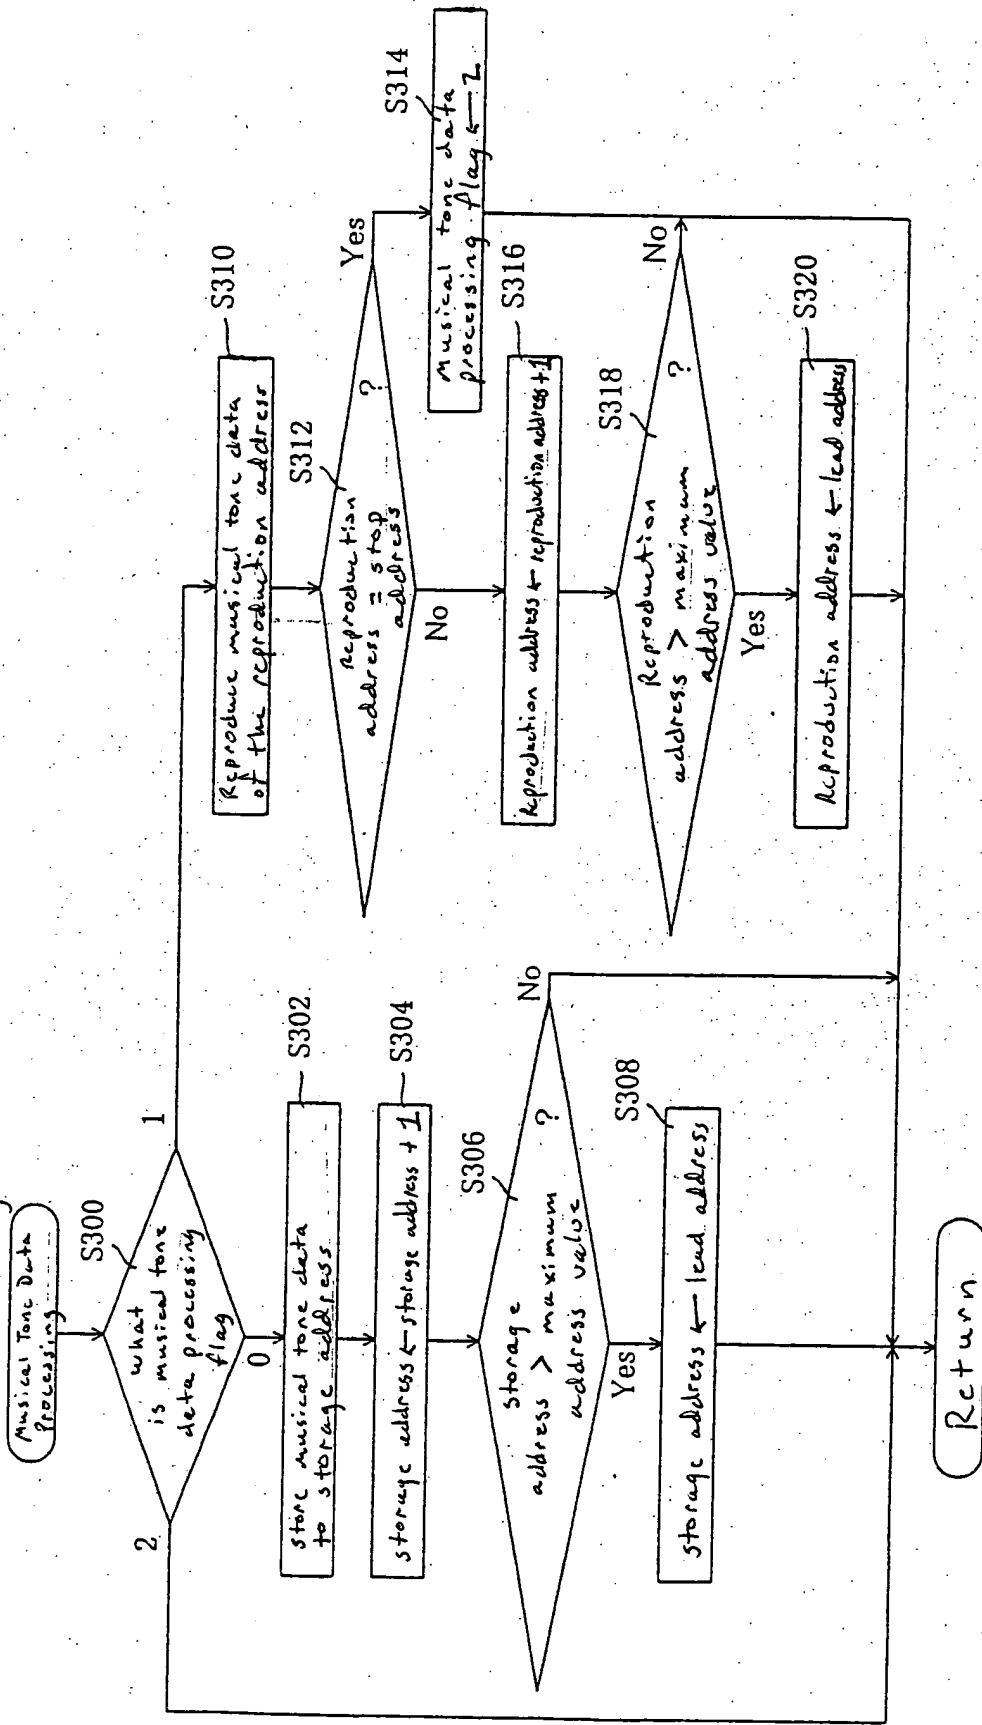 Musical Tone Data
Processing
S300
what
is musical tone
data processing
flag
2
0
1
S302
store musical tone data
to storage address
S304
storage address ← storage address + 1
S306
storage
address > maximum
address value
?
No
Yes
S308
storage address ← lead address
S310
Reproduce musical tone data
of the reproduction address
S312
Reproduction
address = stop
address
?
Yes
No
S314
Musical tone data
processing flag ← 2
S316
Reproduction address ← reproduction address + 1
S318
Reproduction
address > maximum
address value
?
No
Yes
S320
Reproduction address ← lead address
Return